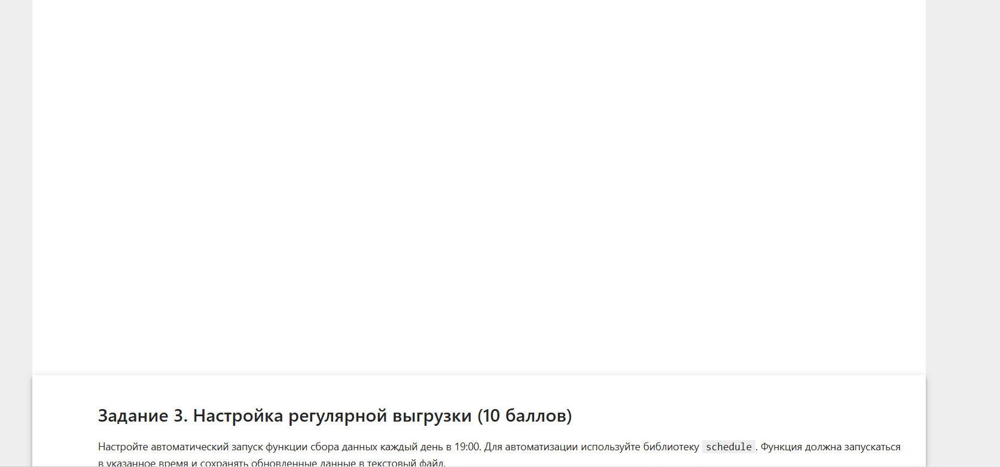 Задание 3. Настройка регулярной выгрузки (10 баллов)
Настройте автоматический запуск функции сбора данных каждый день в 19:00. Для автоматизации используйте библиотеку schedule. Функция должна запускаться
в указанное время и сохранять обновленные данные в текстовый файл.